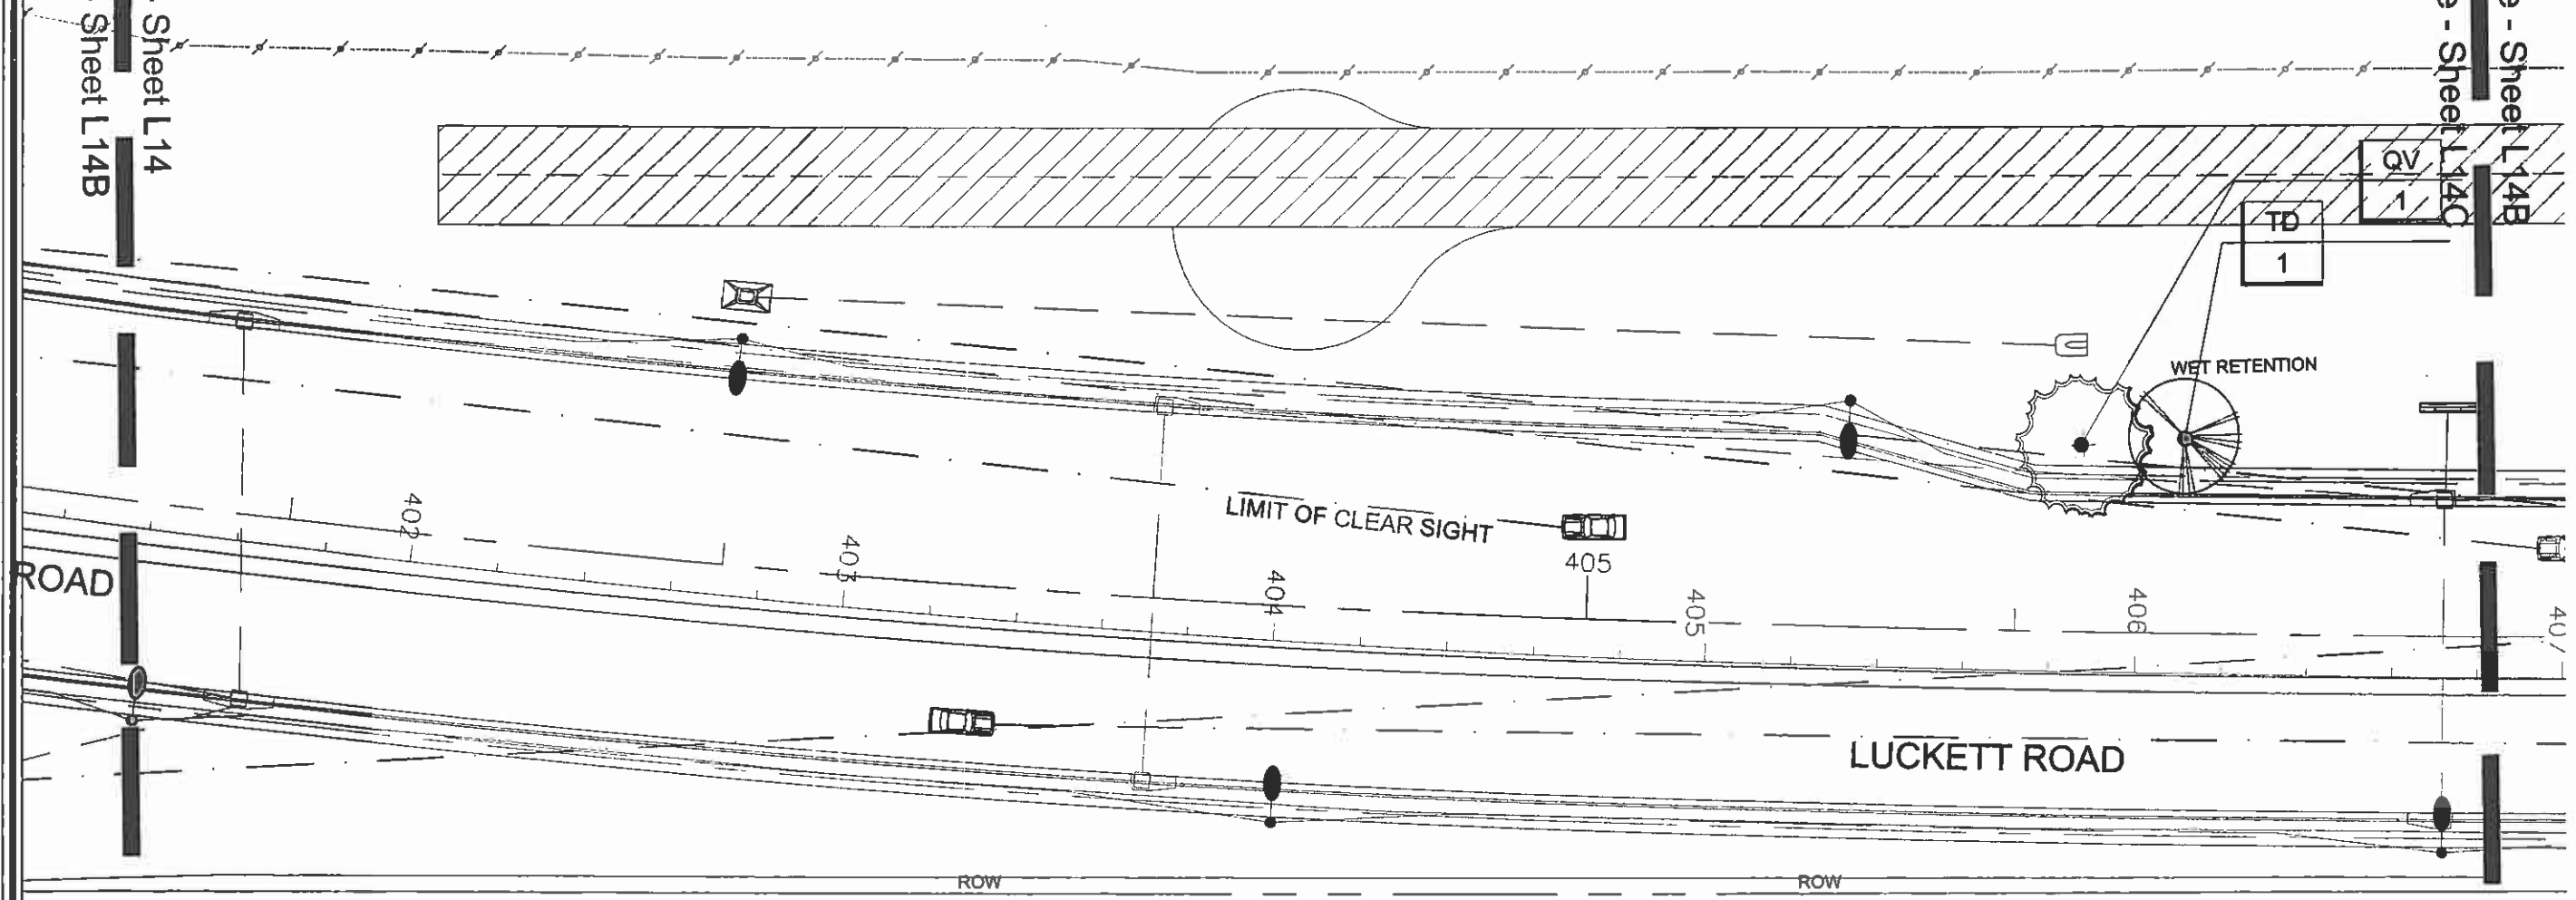 - Sheet L14
- Sheet L14B
e - Sheet L14B
e - Sheet L14C
QV
1
TD
1
WET RETENTION
LIMIT OF CLEAR SIGHT
405
402
403
404
405
406
ROAD
LUCKETT ROAD
ROW
ROW